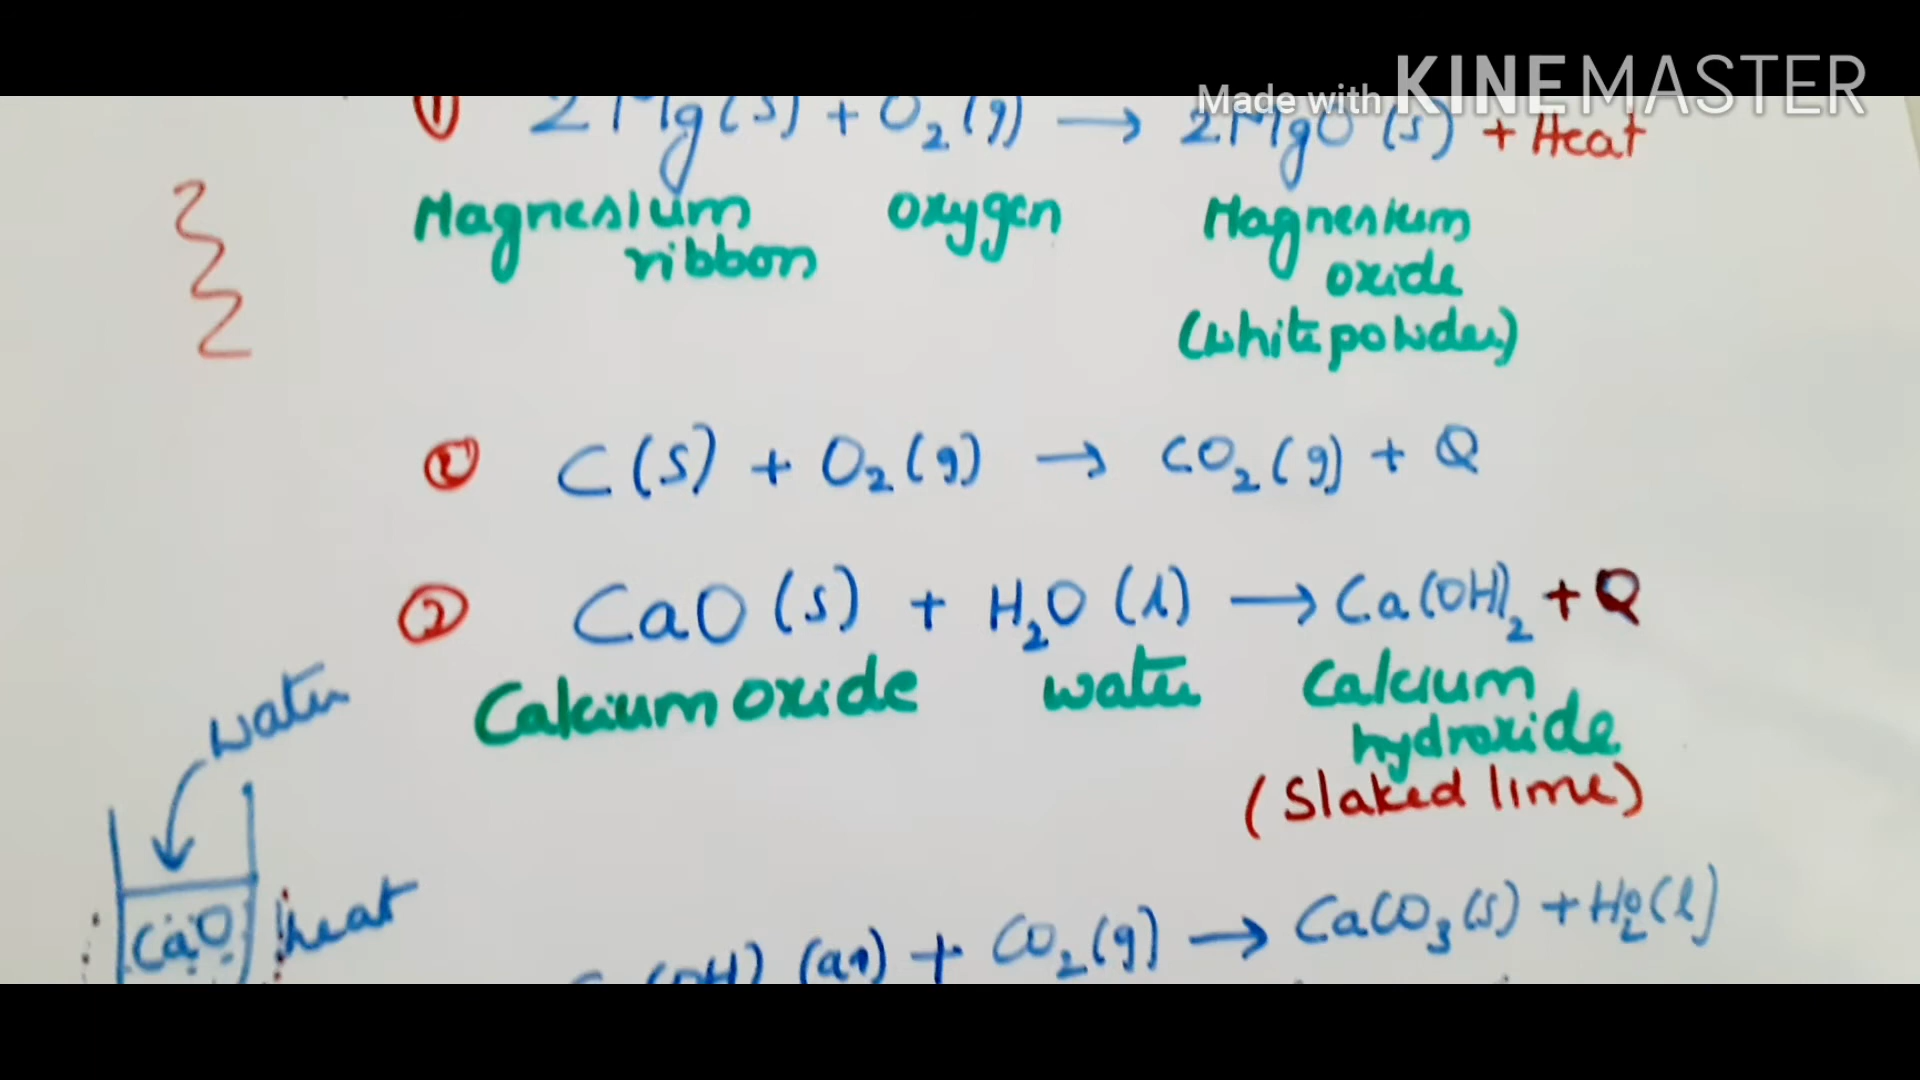 Made with KINEMASTER
① 2Mg(s) + O₂(g) → 2MgO(s) + Heat
Magnesium ribbon oxygen Magnesium oxide (white powder)
C(s) + O₂(g) → CO₂(g) + Q
② CaO(s) + H₂O(l) → Ca(OH)₂ + Q
Calcium oxide water Calcium hydroxide
(Slaked lime)
water
CaO heat
(OH) (aq) + CO₂(g) → CaCO₃(s) + H₂O(l)